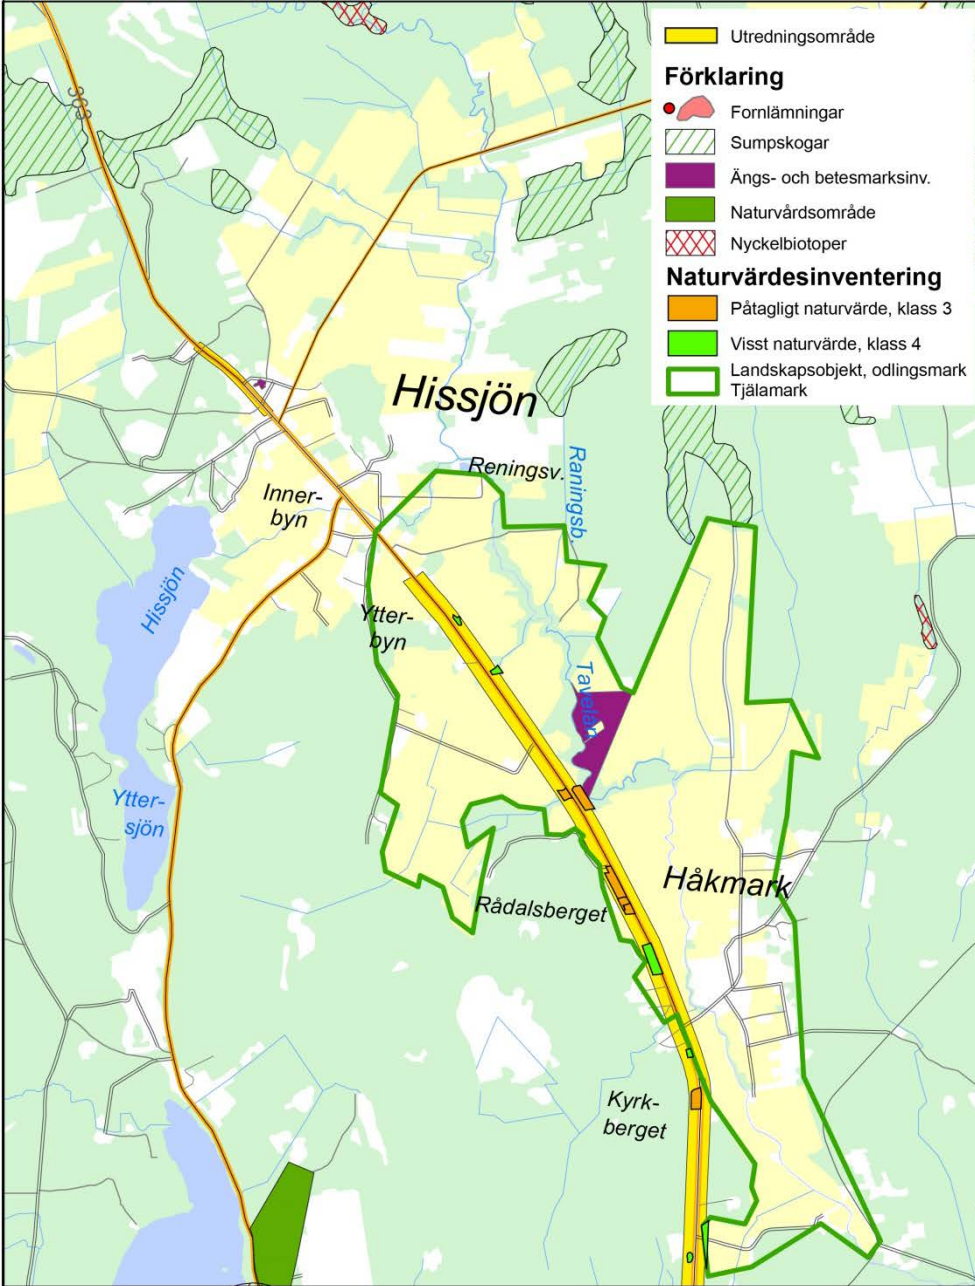 Utredningsområde
Förklaring
Fornlämningar
Sumpskogar
Ängs- och betesmarksinv.
Naturvårdsområde
Nyckelbiotoper
Naturvärdesinventering
Påtagligt naturvärde, klass 3
Visst naturvärde, klass 4
Landskapsobjekt, odlingsmark
Tjälamark
363
Hissjön
Reningsv.
Raningsb.
Inner-
byn
Hissjön
Ytter-
byn
Tavelån
Ytter-
sjön
Håkmark
Rådalsberget
Kyrk-
berget